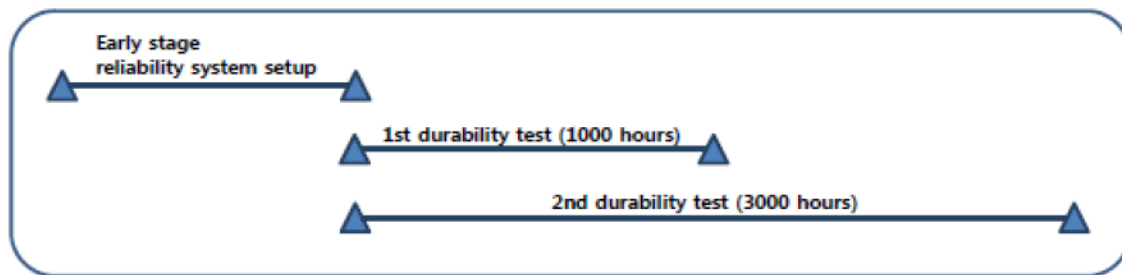 Early stage
reliability system setup
1st durability test (1000 hours)
2nd durability test (3000 hours)